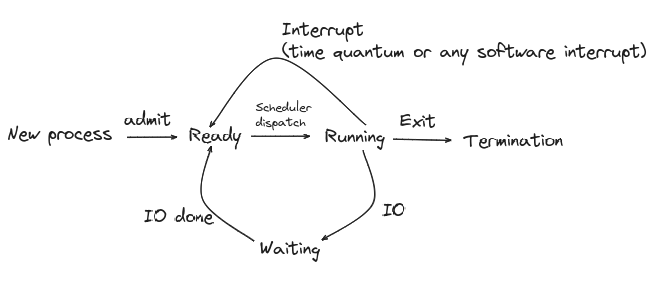 Interrupt
(time quantum or any software interrupt)
Scheduler
dispatch
admit
Exit
New process
Ready
Running
Termination
IO done
IO
Waiting